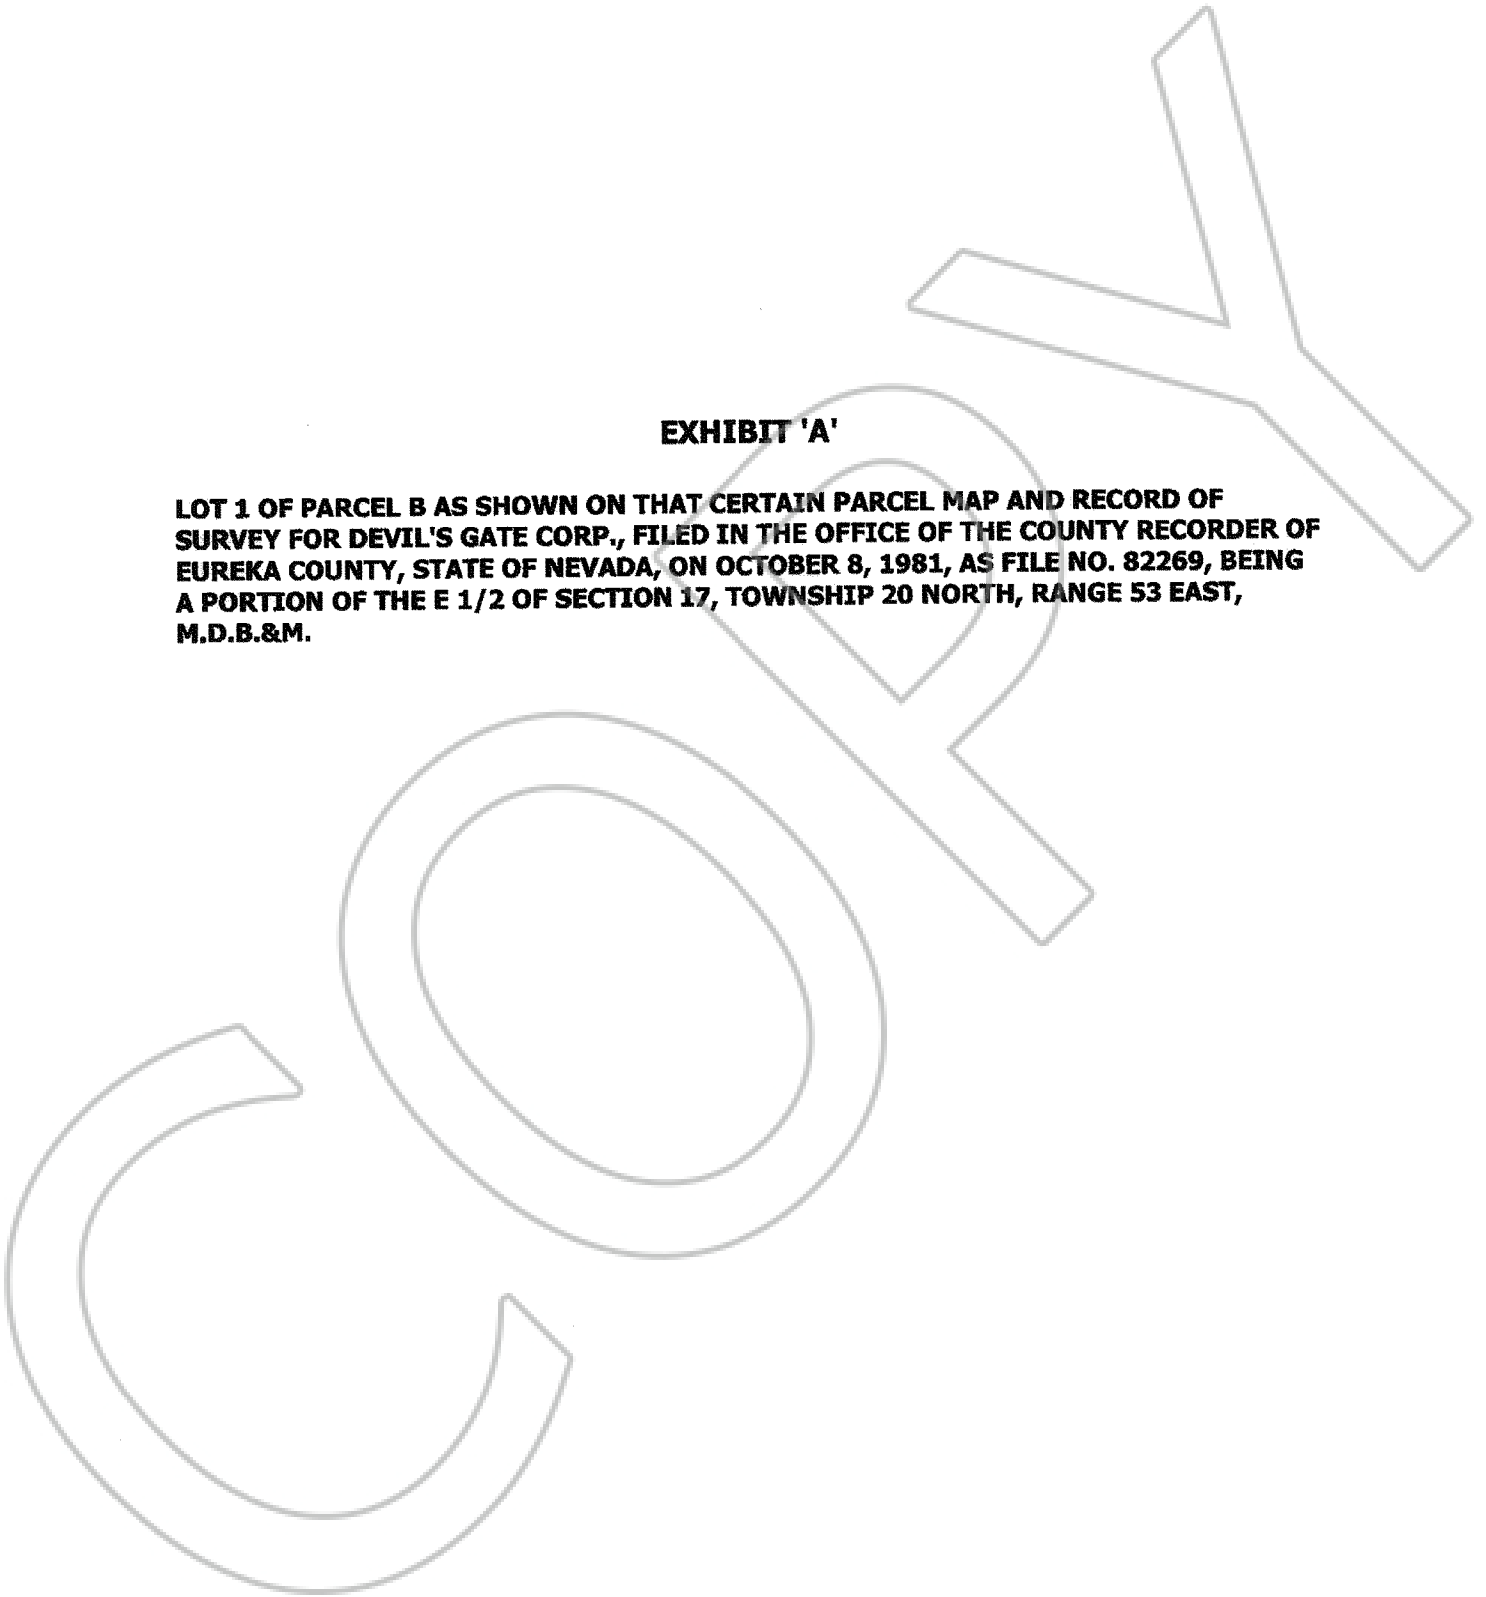 EXHIBIT 'A'
LOT 1 OF PARCEL B AS SHOWN ON THAT CERTAIN PARCEL MAP AND RECORD OF
SURVEY FOR DEVIL'S GATE CORP., FILED IN THE OFFICE OF THE COUNTY RECORDER OF
EUREKA COUNTY, STATE OF NEVADA, ON OCTOBER 8, 1981, AS FILE NO. 82269, BEING
A PORTION OF THE E 1/2 OF SECTION 17, TOWNSHIP 20 NORTH, RANGE 53 EAST,
M.D.B.&M.
COPY